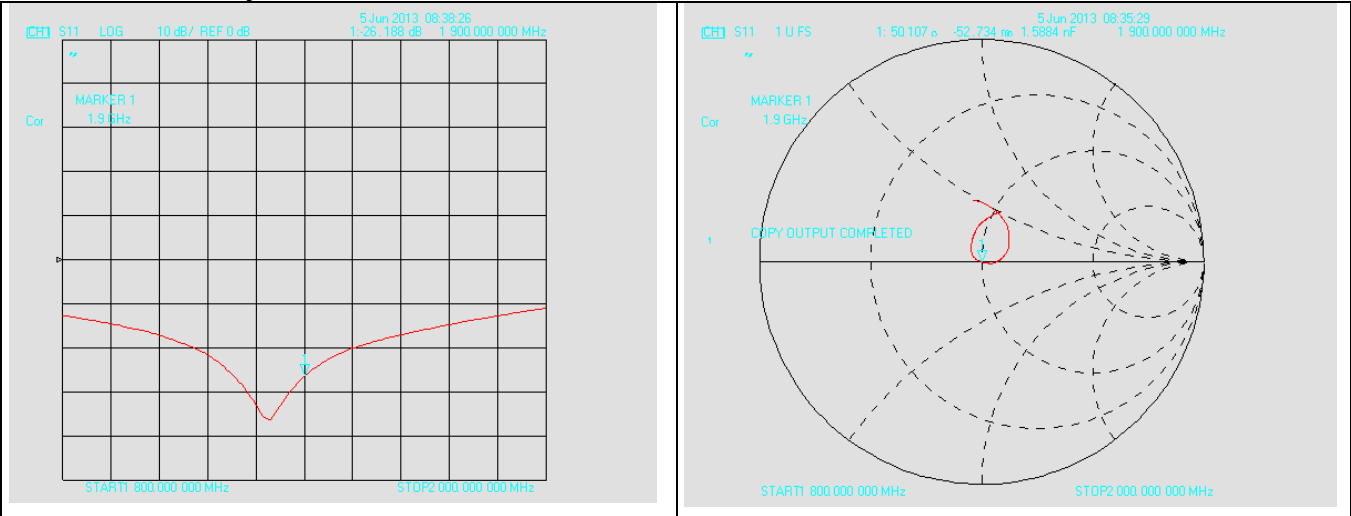 5 Jun 2013 08:38:26
CH1 S11 LOG 10 dB/ REF 0 dB 1:-26.188 dB 1 900.000 000 MHz
MARKER 1
1.9 GHz
Cor
1
START1 800.000 000 MHz STOP2 000.000 000 MHz
5 Jun 2013 08:35:29
CH1 S11 1 U FS 1: 50.107 -52.734 1.5884 nF 1 900.000 000 MHz
MARKER 1
1.9 GHz
Cor
COPY OUTPUT COMPLETED
1
1
START1 800.000 000 MHz STOP2 000.000 000 MHz